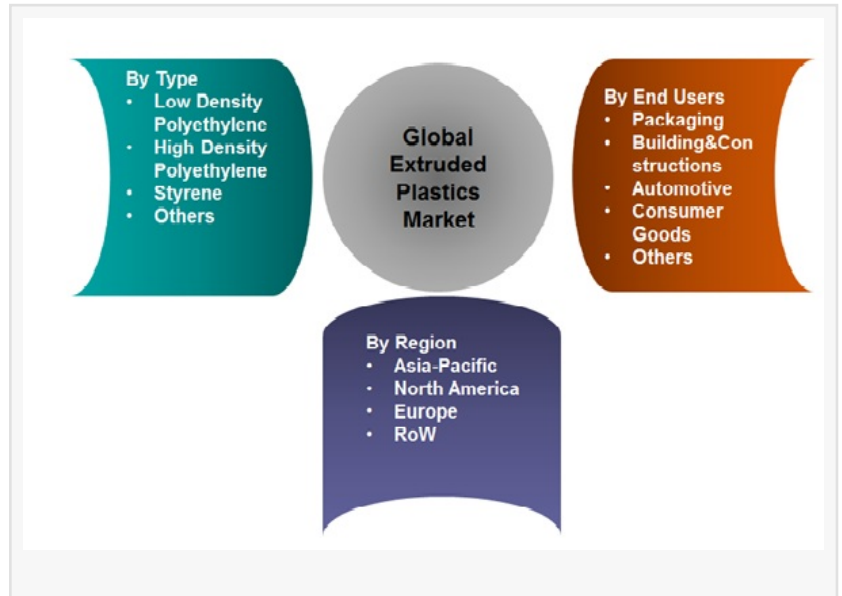 By Type
• Low Density
Polyethylene
• High Density
Polyethylene
• Styrene
• Others
Global
Extruded
Plastics
Market
By End Users
• Packaging
• Building&Con
structions
• Automotive
• Consumer
Goods
• Others
By Region
• Asia-Pacific
• North America
• Europe
• RoW